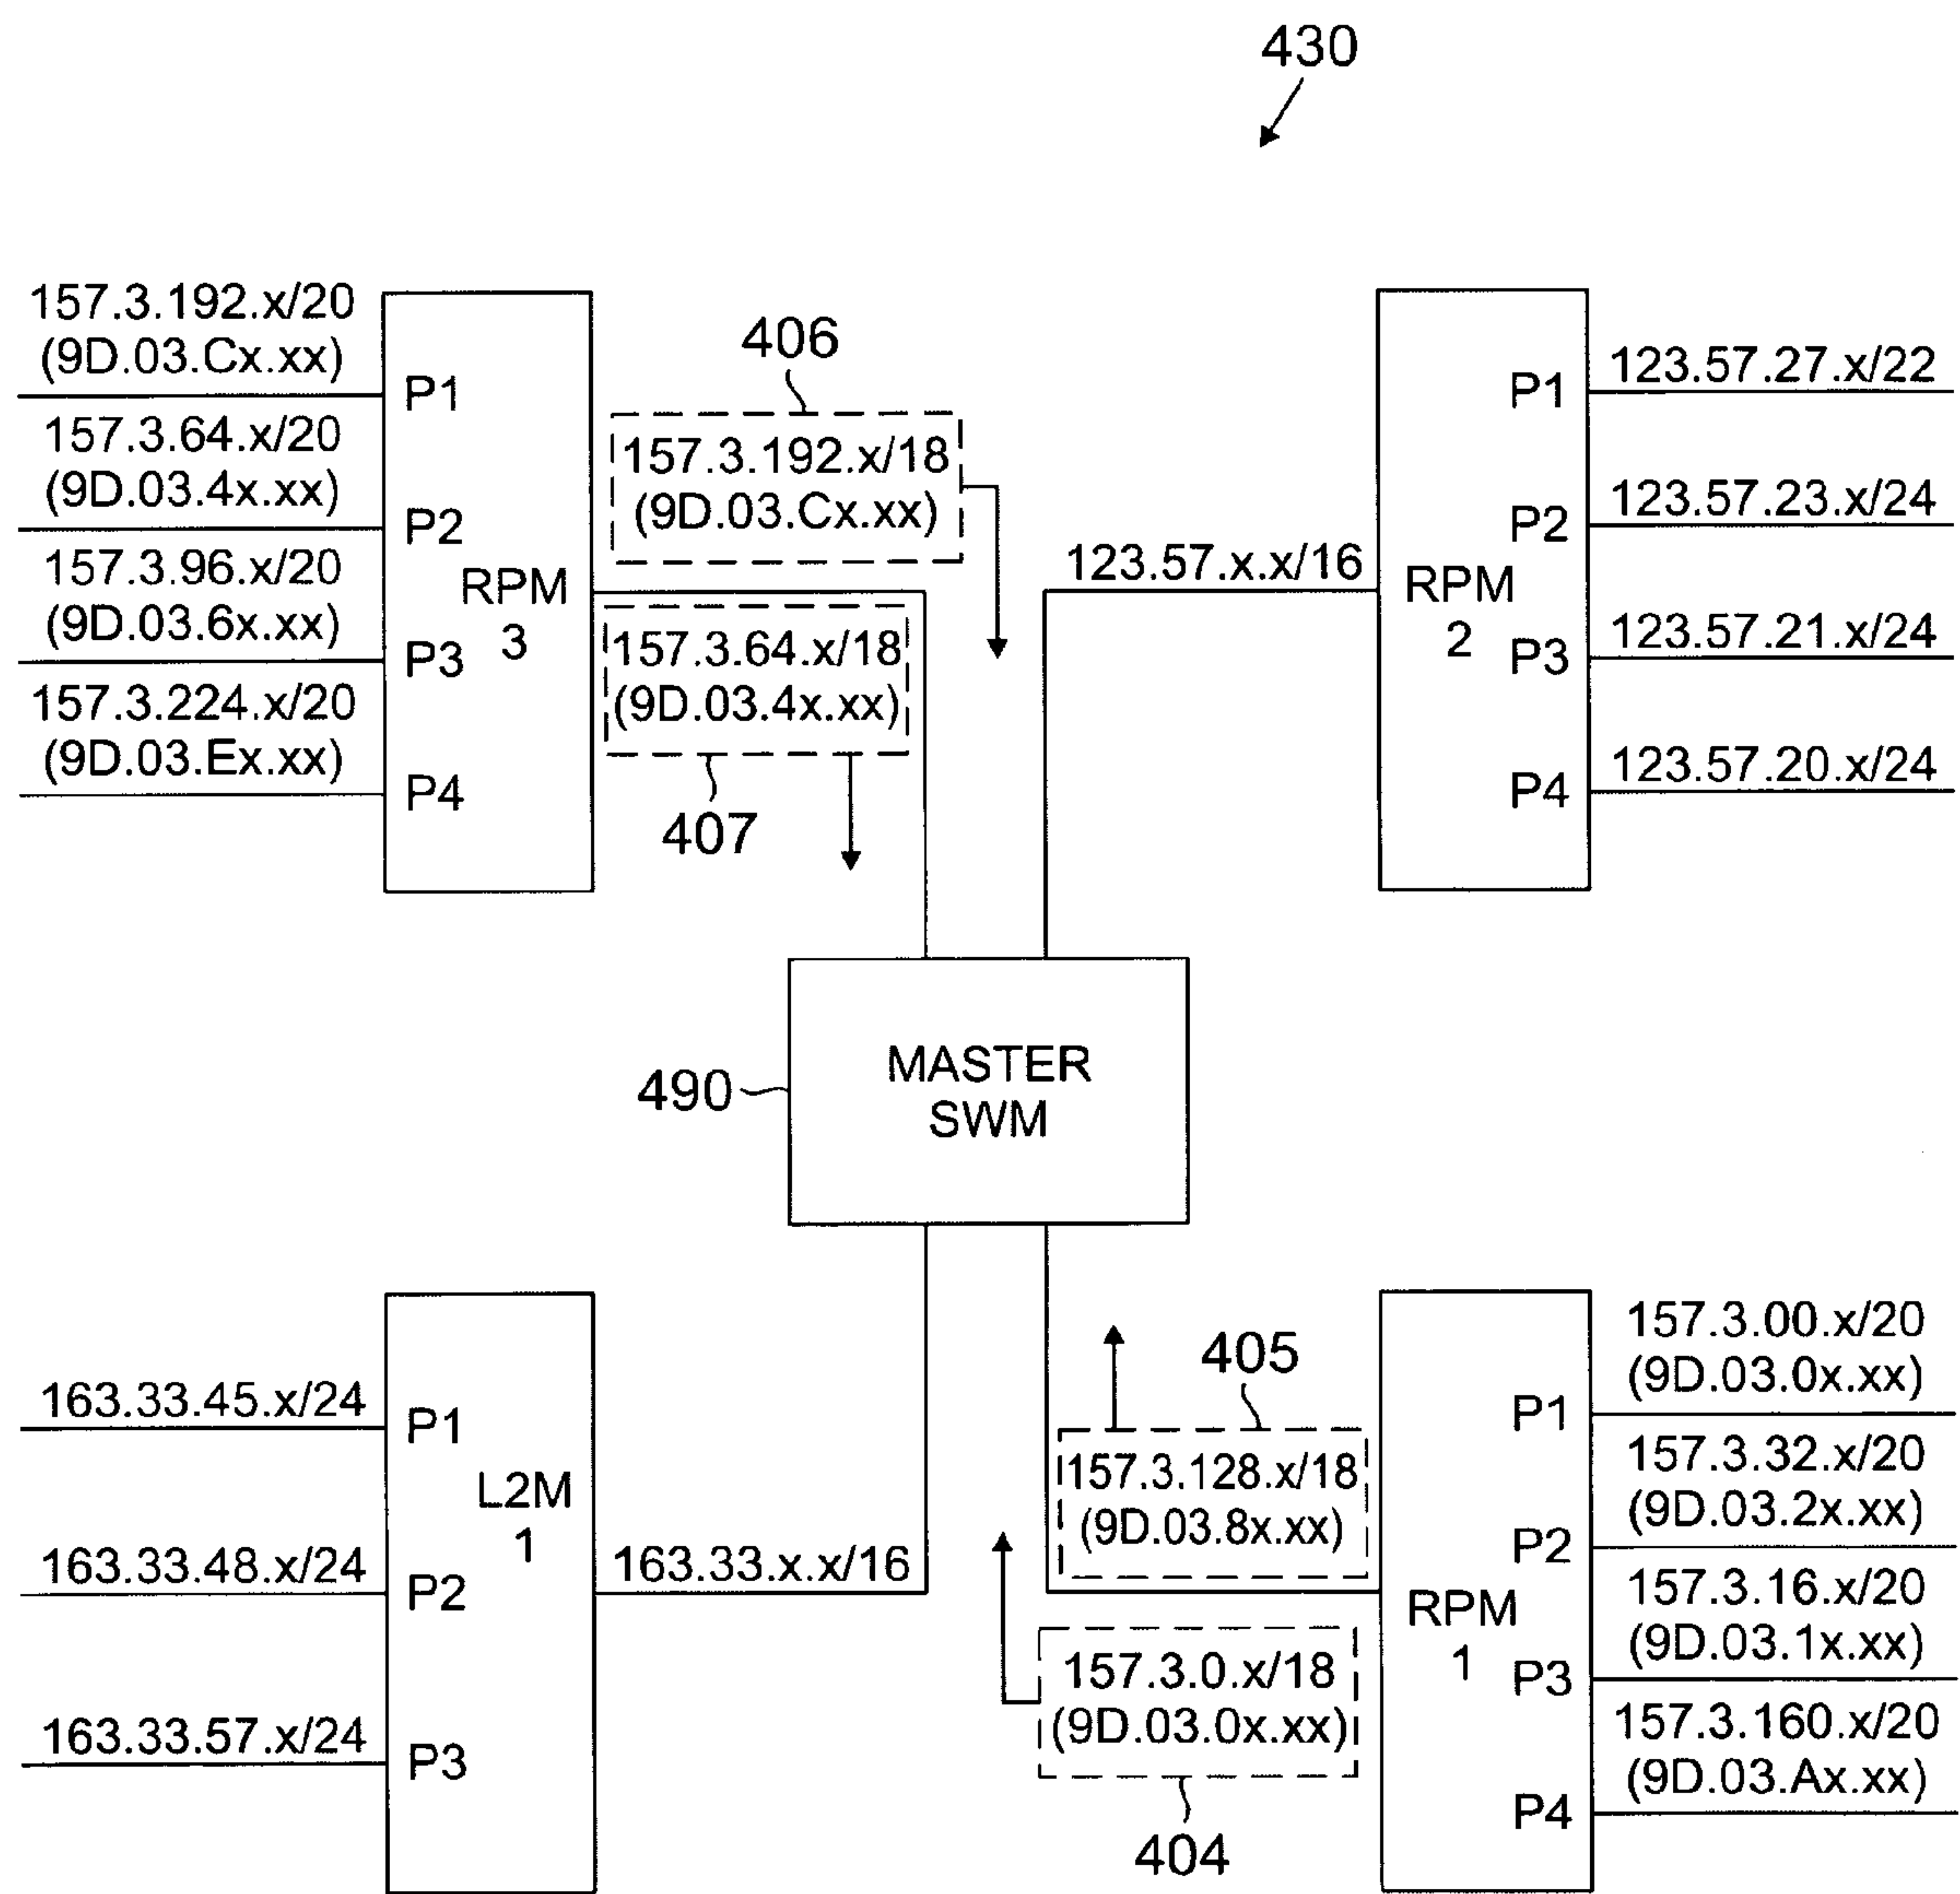 430
157.3.192.x/20
(9D.03.Cx.xx)
P1
157.3.64.x/20
(9D.03.4x.xx)
P2
157.3.96.x/20
(9D.03.6x.xx)
P3
157.3.224.x/20
(9D.03.Ex.xx)
P4
RPM
3
406
157.3.192.x/18
(9D.03.Cx.xx)
157.3.64.x/18
(9D.03.4x.xx)
407
123.57.x.x/16
RPM
2
P1
123.57.27.x/22
P2
123.57.23.x/24
P3
123.57.21.x/24
P4
123.57.20.x/24
490
MASTER
SWM
163.33.45.x/24
P1
163.33.48.x/24
P2
163.33.57.x/24
P3
L2M
1
163.33.x.x/16
405
157.3.128.x/18
(9D.03.8x.xx)
157.3.0.x/18
(9D.03.0x.xx)
404
RPM
1
157.3.00.x/20
(9D.03.0x.xx)
P1
157.3.32.x/20
(9D.03.2x.xx)
P2
157.3.16.x/20
(9D.03.1x.xx)
P3
157.3.160.x/20
(9D.03.Ax.xx)
P4